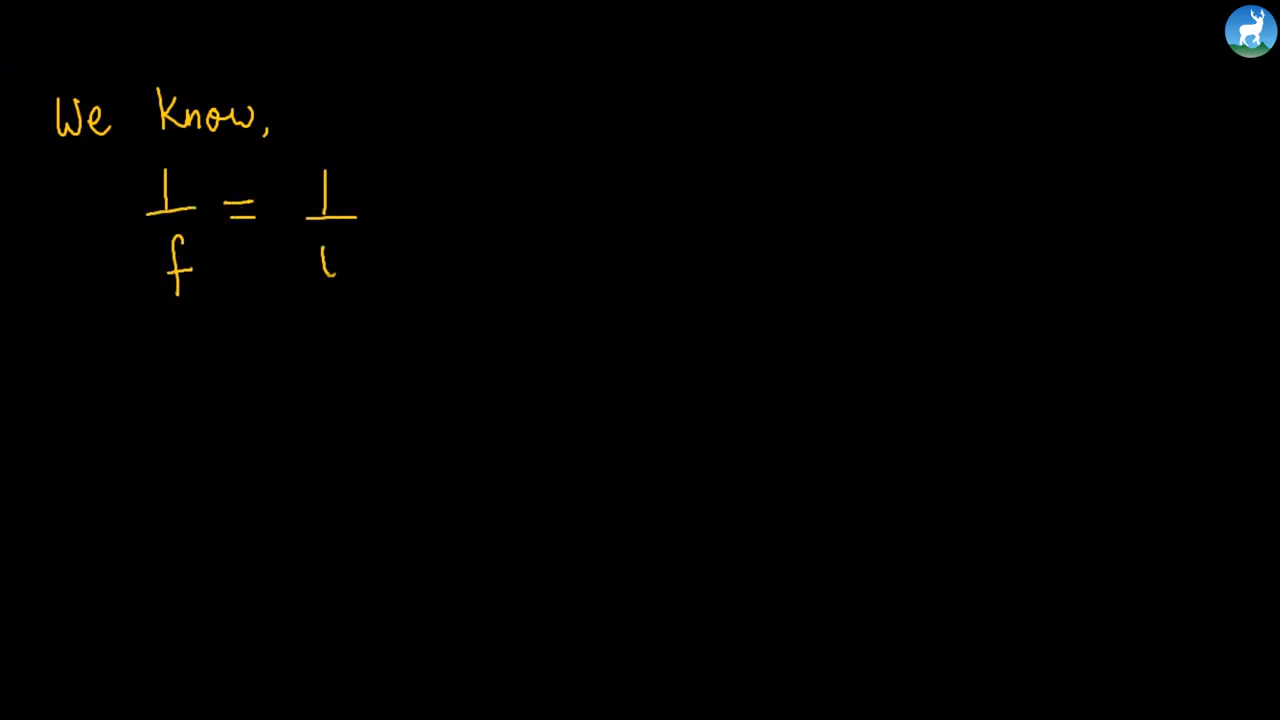 We Know,
1/f = 1/